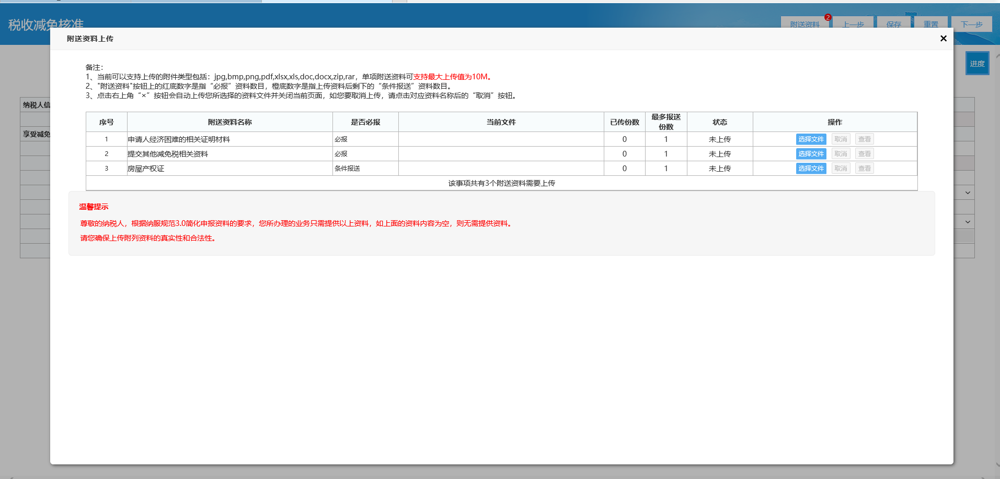 税收减免核准
附送资料 2 上一步 保存 重置 下一步
附送资料上传 ×
进度
备注：
1、当前可以支持上传的附件类型包括：jpg,bmp,png,pdf,xlsx,xls,doc,docx,zip,rar，单项附送资料可支持最大上传值为10M。
2、"附送资料"按钮上的红底数字是指“必报”资料数目，橙底数字是指上传资料后剩下的“条件报送”资料数目。
3、点击右上角“×”按钮会自动上传您所选择的资料文件并关闭当前页面，如您要取消上传，请点击对应资料名称后的“取消”按钮。
纳税人信
享受减免
序号 附送资料名称 是否必报 当前文件 已传份数 最多报送份数 状态 操作
1 申请人经济困难的相关证明材料 必报 0 1 未上传 选择文件 取消 查看
2 提交其他减免税相关资料 必报 0 1 未上传 选择文件 取消 查看
3 房屋产权证 条件报送 0 1 未上传 选择文件 取消 查看
该事项共有3个附送资料需要上传
温馨提示
尊敬的纳税人，根据纳服规范3.0简化申报资料的要求，您所办理的业务只需提供以上资料，如上面的资料内容为空，则无需提供资料。
请您确保上传附列资料的真实性和合法性。